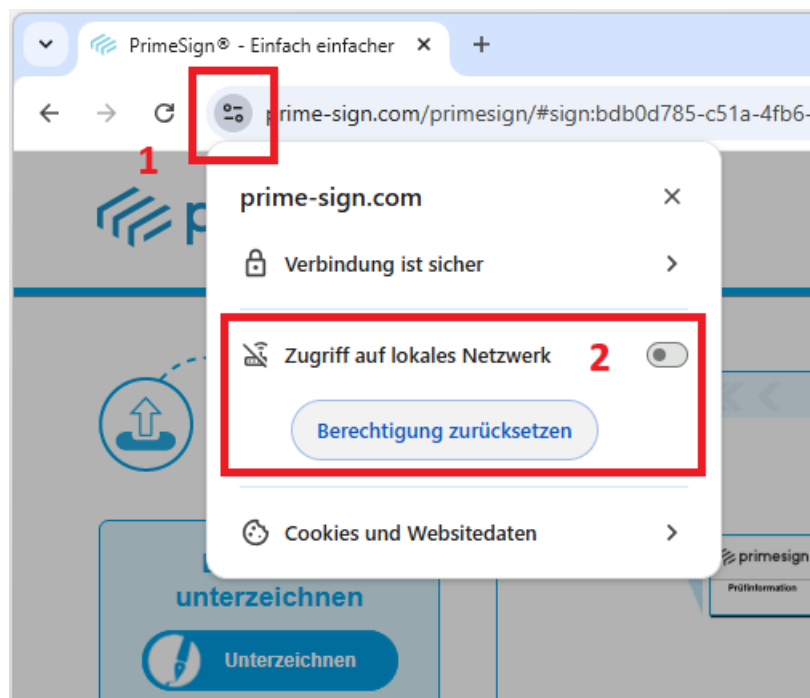 PrimeSign® - Einfach einfacher
prime-sign.com/primesign/#sign:bdb0d785-c51a-4fb6-
1
prime-sign.com
Verbindung ist sicher
Zugriff auf lokales Netzwerk
2
Berechtigung zurücksetzen
Cookies und Websitedaten
unterzeichnen
Unterzeichnen
primesign
Prüfinformation